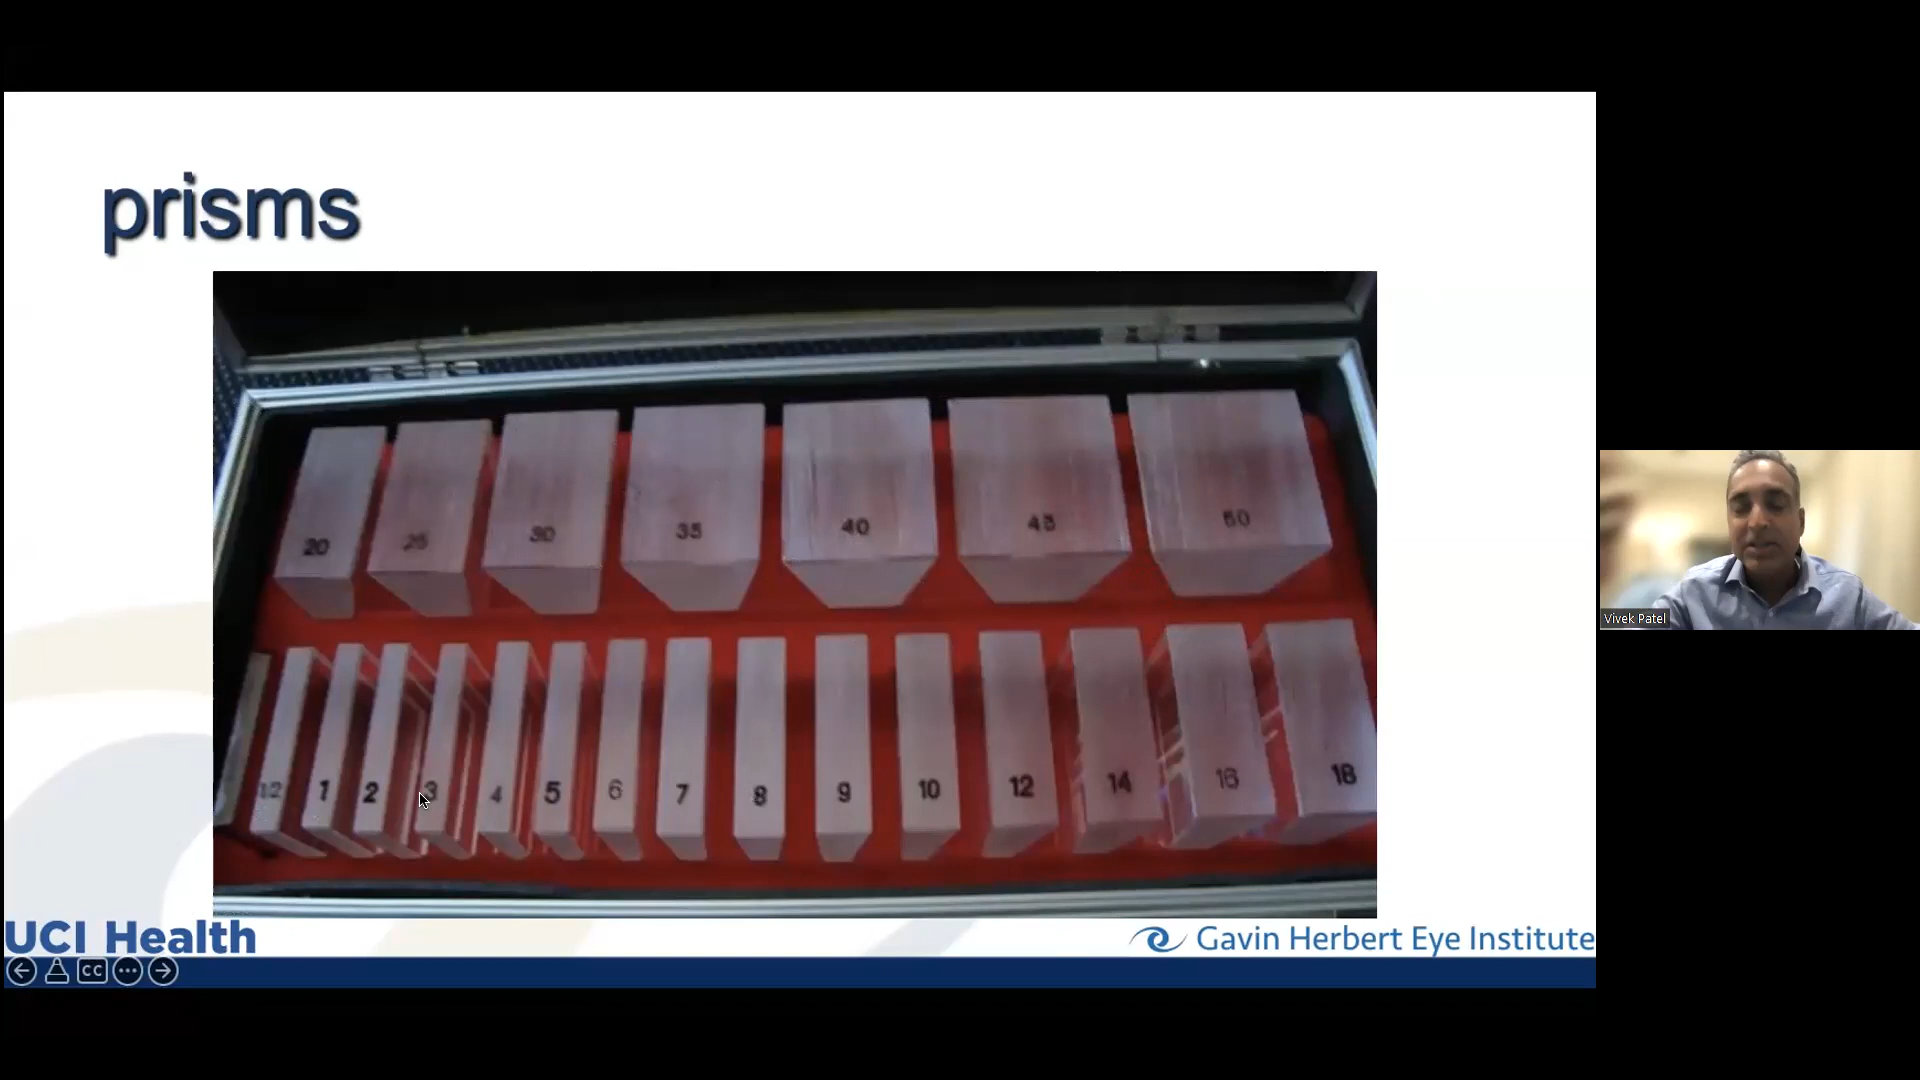 prisms
20 25 30 35 40 45 50
1 2 3 4 5 6 7 8 9 10 12 14 16 18
Vivek Patel
UCI Health
Gavin Herbert Eye Institute
CC